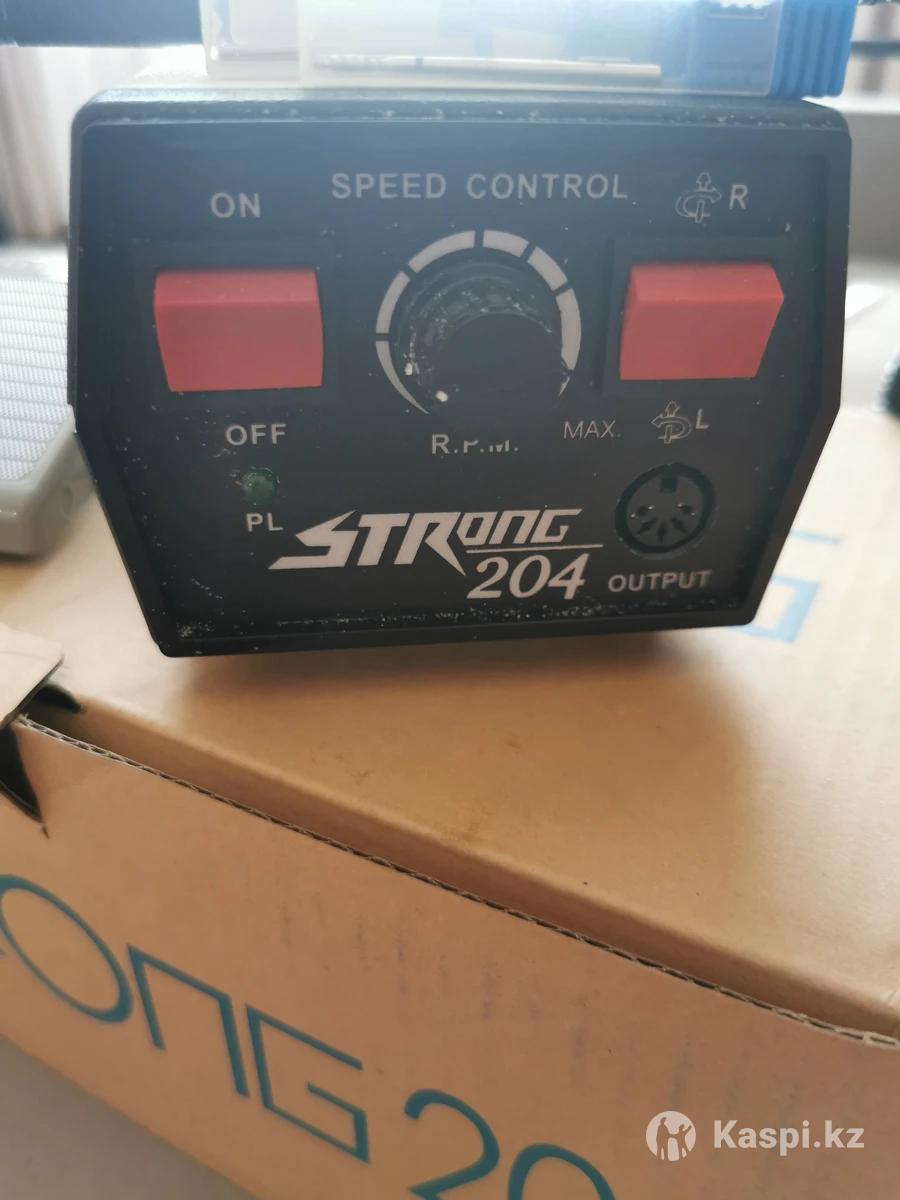 SPEED CONTROL
ON
R
OFF
R.P.M.
MAX.
L
PL
STRONG
204
OUTPUT
ONG 20
Kaspi.kz